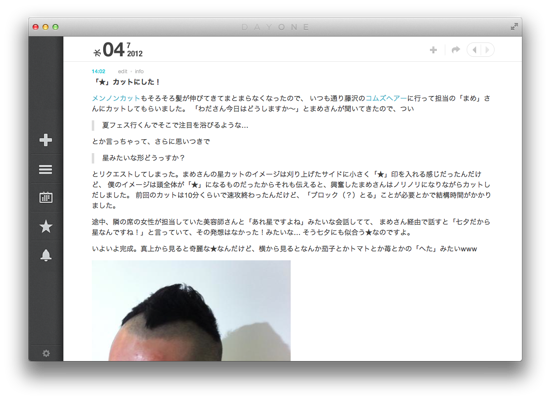 DAY ONE
04 7
2012
14:02 edit · info
「★」カットにした！
メンノンカットもそろそろ髪が伸びてきてまとまらなくなったので、 いつも通り藤沢のコムズヘアーに行って担当の「まめ」さ
んにカットしてもらいました。 「わださん今日はどうしますか〜」とまめさんが聞いてきたので、つい
夏フェス行くんでそこで注目を浴びるような...
とか言っちゃって、さらに思いつきで
星みたいな形どうっすか？
とリクエストしてしまった。まめさんの星カットのイメージは刈り上げたサイドに小さく「★」印を入れる感じだったんだけ
ど、 僕のイメージは頭全体が「★」になるものだったからそれも伝えると、興奮したまめさんはノリノリになりながらカットし
だしました。 前回のカットは10分くらいで速攻終わったんだけど、「ブロック（？）とる」ことが必要とかで結構時間がかかり
ました。
途中、隣の席の女性が担当していた美容師さんと「あれ星ですよね」みたいな会話してて、 まめさん経由で話すと「七夕だから
星なんですね！」と言っていて、その発想はなかった！みたいな... そう七夕にも似合う★なのですよ。
いよいよ完成。真上から見ると奇麗な★なんだけど、横から見るとなんか茄子とかトマトとか苺とかの「へた」みたいwww